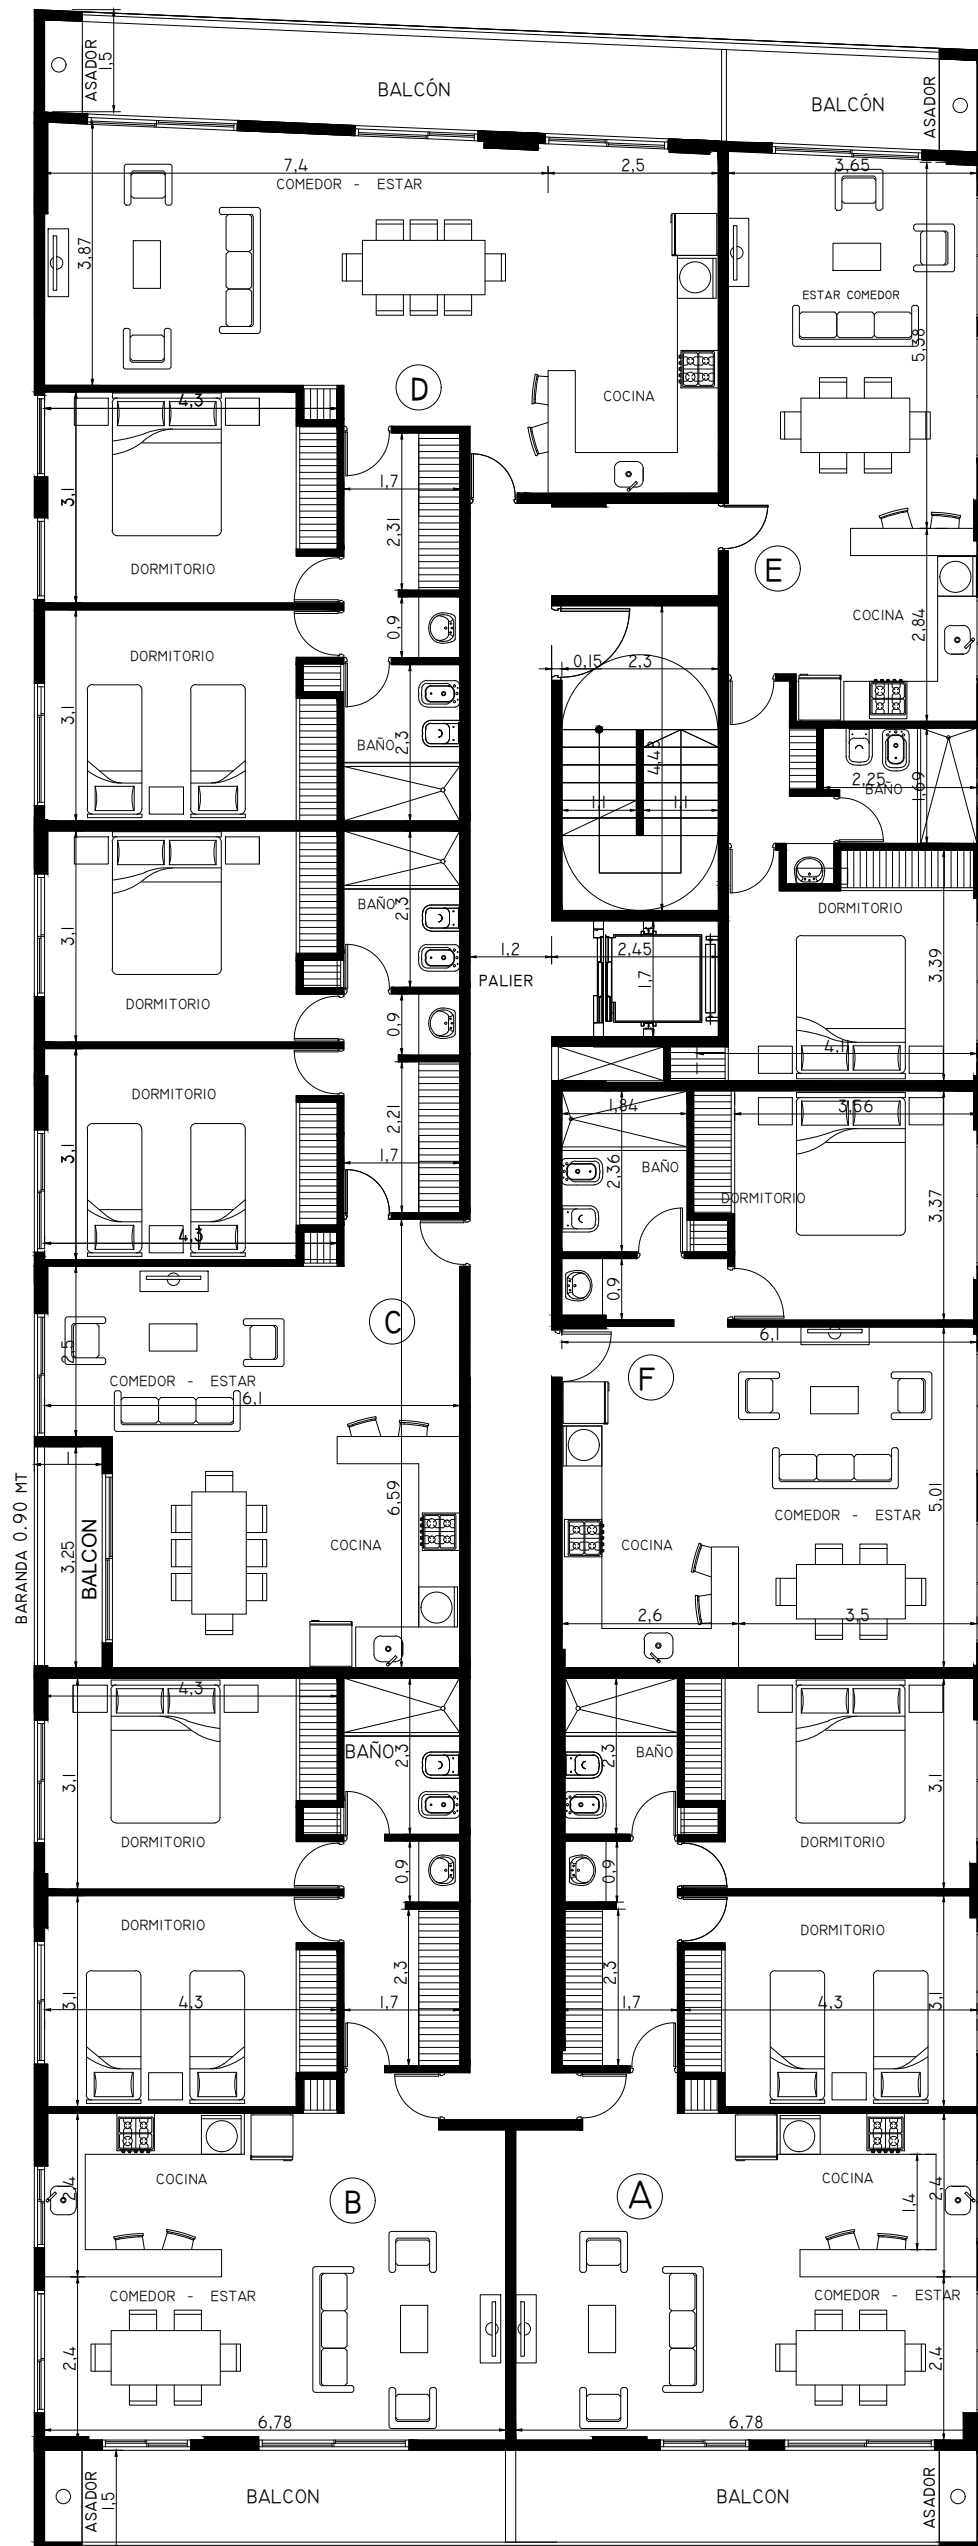 ASADOR
1,5
BALCÓN
BALCÓN
ASADOR
7,4
COMEDOR - ESTAR
2,5
3,65
3,87
ESTAR COMEDOR
5,38
D
4,3
COCINA
3,1
1,7
2,31
DORMITORIO
E
COCINA
2,84
0,9
DORMITORIO
0,15
2,3
3,1
BAÑO
2,3
4,43
1,1
1,1
2,25
BAÑO
1,69
BAÑO
2,3
DORMITORIO
3,1
1,2
2,45
3,39
PALIER
1,7
DORMITORIO
0,9
4,11
DORMITORIO
2,21
1,84
3,56
3,1
1,7
2,36
BAÑO
DORMITORIO
3,37
4,3
0,9
C
6,1
2,5
F
COMEDOR - ESTAR
6,1
BARANDA 0.90 MT
1
6,59
5,01
COMEDOR - ESTAR
3,25
BALCON
COCINA
COCINA
2,6
3,5
4,3
BAÑO
2,3
2,3
BAÑO
3,1
3,1
DORMITORIO
DORMITORIO
0,9
0,9
DORMITORIO
DORMITORIO
2,3
2,3
3,1
4,3
1,7
1,7
4,3
3,1
COCINA
COCINA
2,4
B
A
1,4
2,4
COMEDOR - ESTAR
COMEDOR - ESTAR
2,4
2,4
6,78
6,78
ASADOR
1,5
BALCON
BALCON
ASADOR